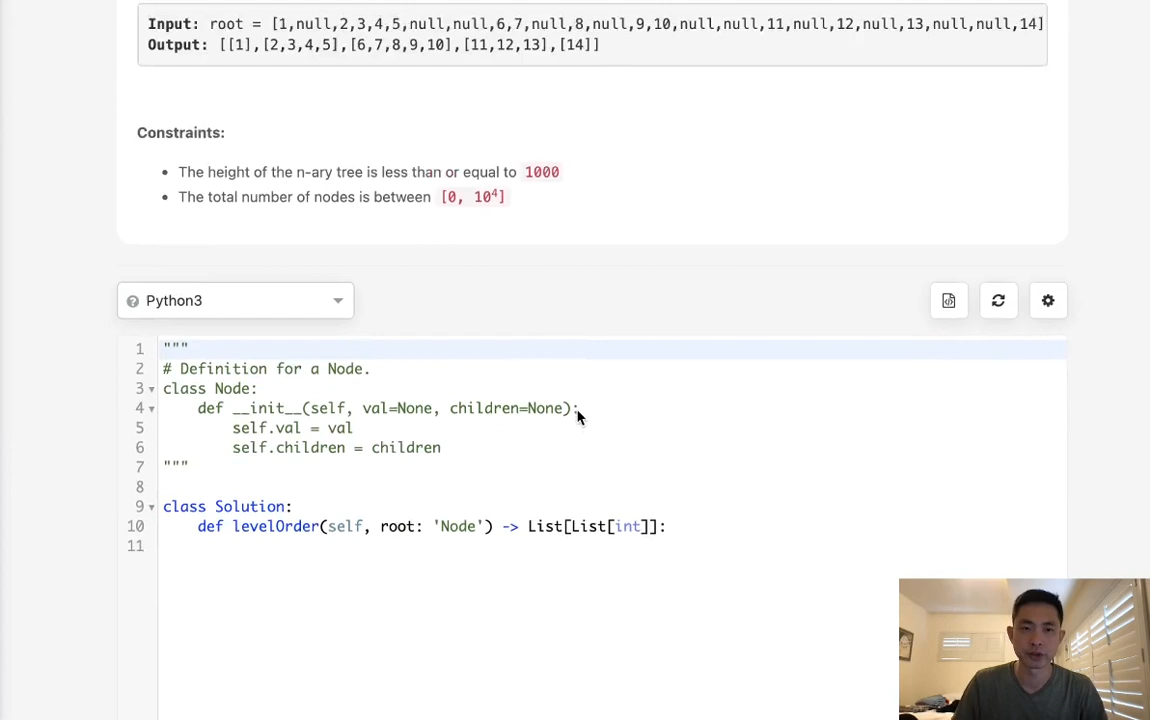 Input: root = [1,null,2,3,4,5,null,null,6,7,null,8,null,9,10,null,null,11,null,12,null,13,null,null,14]
Output: [[1],[2,3,4,5],[6,7,8,9,10],[11,12,13],[14]]
Constraints:
• The height of the n-ary tree is less than or equal to 1000
• The total number of nodes is between [0, 10^4]
Python3
1 """
2 # Definition for a Node.
3 class Node:
4     def __init__(self, val=None, children=None):
5         self.val = val
6         self.children = children
7 """
8
9 class Solution:
10     def levelOrder(self, root: 'Node') -> List[List[int]]:
11